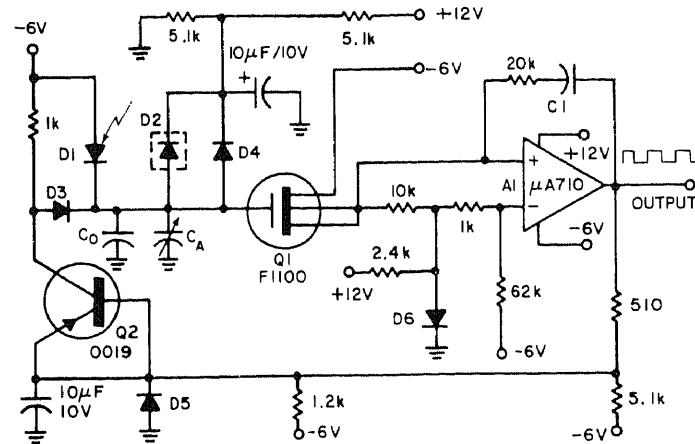 -6V
5.1k
5.1k
+12V
10μF/10V
+
-6V
1k
D1
D2
D4
20k
C1
+
+12V
A1
μA710
-
-6V
OUTPUT
D3
C₀
C_A
Q1
F1100
10k
1k
2.4k
+12V
D6
62k
-6V
510
Q2
0019
10μF
10V
D5
1.2k
-6V
5.1k
-6V